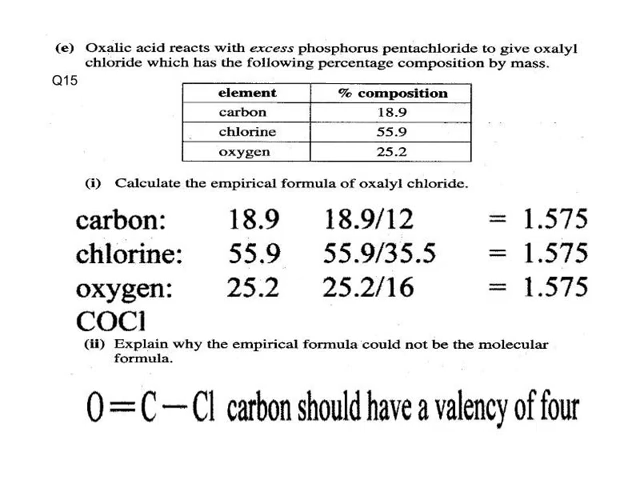 (e) Oxalic acid reacts with excess phosphorus pentachloride to give oxalyl
chloride which has the following percentage composition by mass.
Q15
element % composition
carbon 18.9
chlorine 55.9
oxygen 25.2
(i) Calculate the empirical formula of oxalyl chloride.
carbon: 18.9 18.9/12 = 1.575
chlorine: 55.9 55.9/35.5 = 1.575
oxygen: 25.2 25.2/16 = 1.575
COCl
(ii) Explain why the empirical formula could not be the molecular
formula.
O=C-Cl carbon should have a valency of four